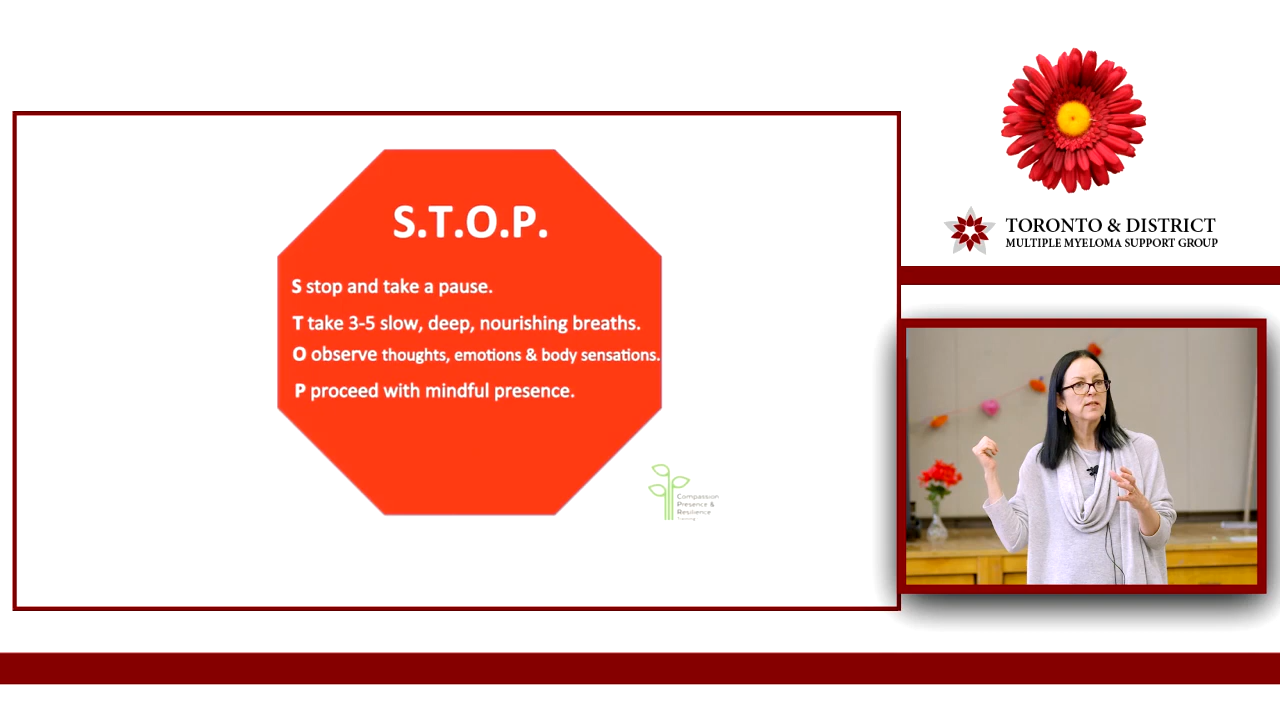 S.T.O.P.
S stop and take a pause.
T take 3-5 slow, deep, nourishing breaths.
O observe thoughts, emotions & body sensations.
P proceed with mindful presence.
Compassion
Presence &
Resilience
Training
TORONTO & DISTRICT
MULTIPLE MYELOMA SUPPORT GROUP